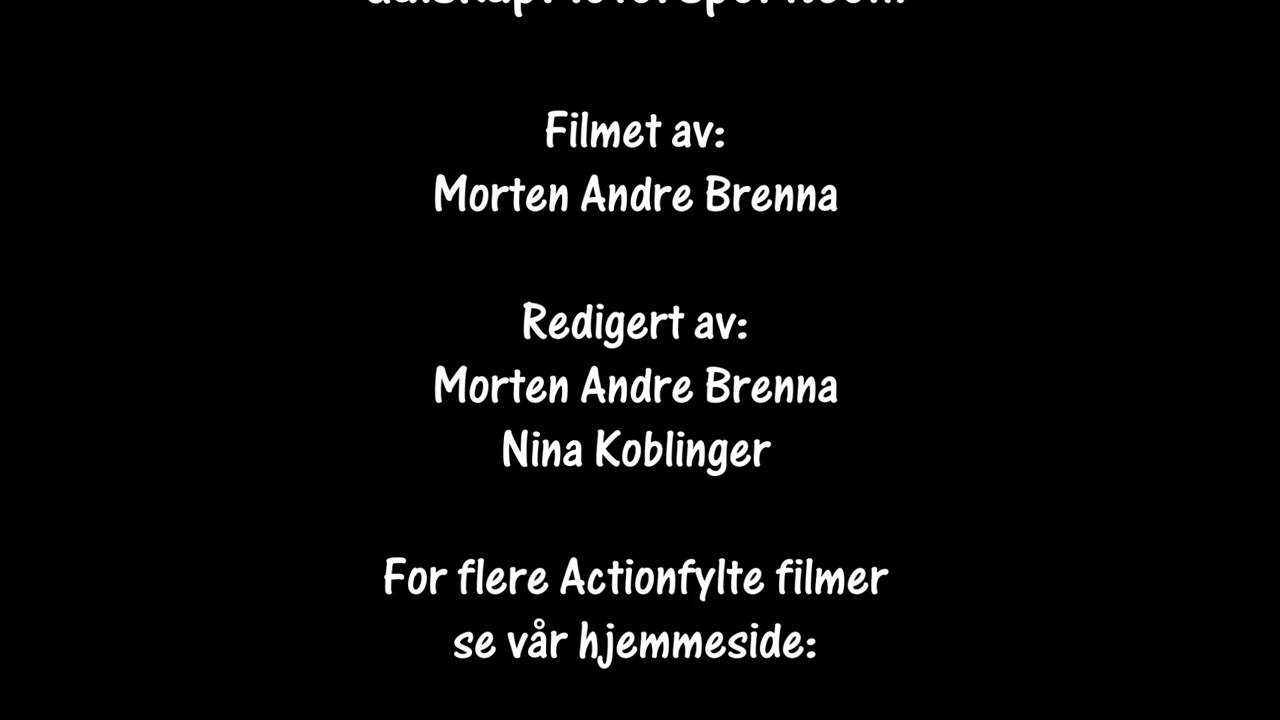 Filmet av:
Morten Andre Brenna
Redigert av:
Morten Andre Brenna
Nina Koblinger
For flere Actionfylte filmer
se vår hjemmeside: